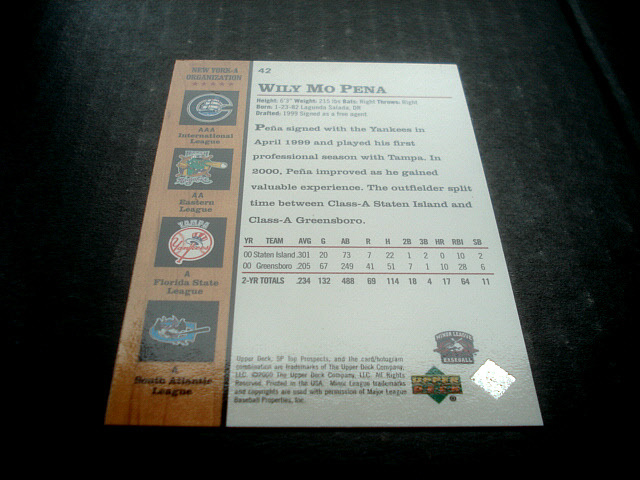 NEW YORK-A
ORGANIZATION
AAA
International
League
AA
Eastern
League
TAMPA
Yankees
A
Florida State
League
A
South Atlantic
League
42
WILY MO PENA
Height: 6'3" Weight: 215 lbs Bats: Right Throws: Right
Born: 1-23-82 Laguna Salada, DR
Drafted: 1999 Signed as a free agent
Peña signed with the Yankees in
April 1999 and played his first
professional season with Tampa. In
2000, Peña improved as he gained
valuable experience. The outfielder split
time between Class-A Staten Island and
Class-A Greensboro.
YR TEAM AVG G AB R H 2B 3B HR RBI SB
00 Staten Island .301 20 73 7 22 1 2 0 10 2
00 Greensboro .205 67 249 41 51 7 1 10 28 6
2-YR TOTALS .234 132 488 69 114 18 4 17 64 11
MINOR LEAGUE
BASEBALL
Upper Deck, SP Top Prospects, and the card/hologram
combination are trademarks of The Upper Deck Company,
LLC. ©2000 The Upper Deck Company, LLC. All Rights
Reserved. Printed in the USA. Minor League trademarks
and copyrights are used with permission of Major League
Baseball Properties, Inc.
UPPER
DECK